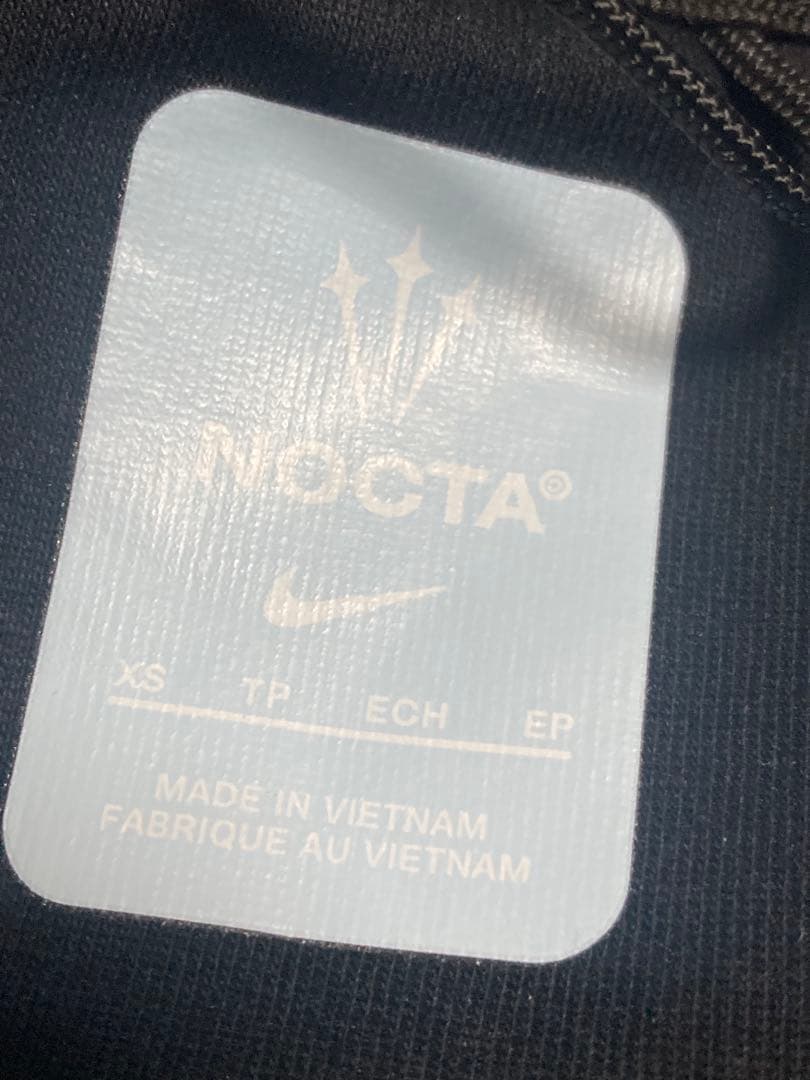 NOCTA®
XS TP ECH EP
MADE IN VIETNAM
FABRIQUE AU VIETNAM